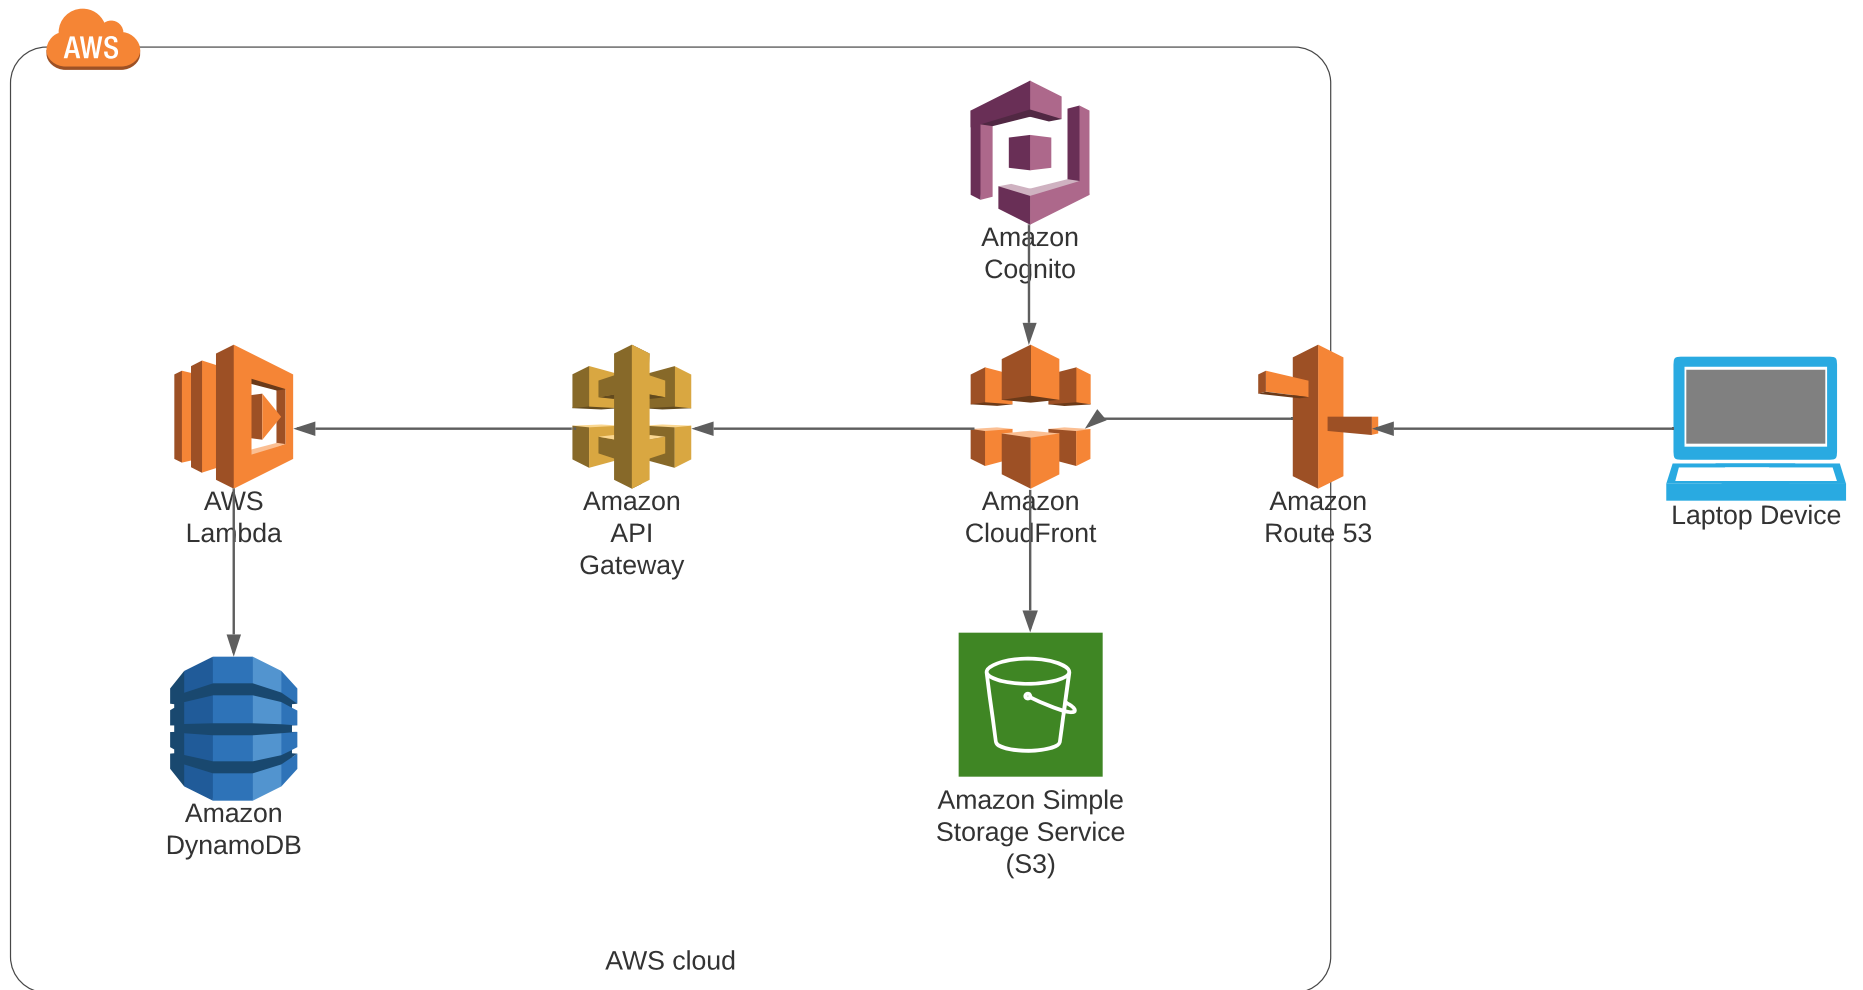 AWS
Amazon
Cognito
AWS
Lambda
Amazon
API
Gateway
Amazon
CloudFront
Amazon
Route 53
Laptop Device
Amazon
DynamoDB
Amazon Simple
Storage Service
(S3)
AWS cloud